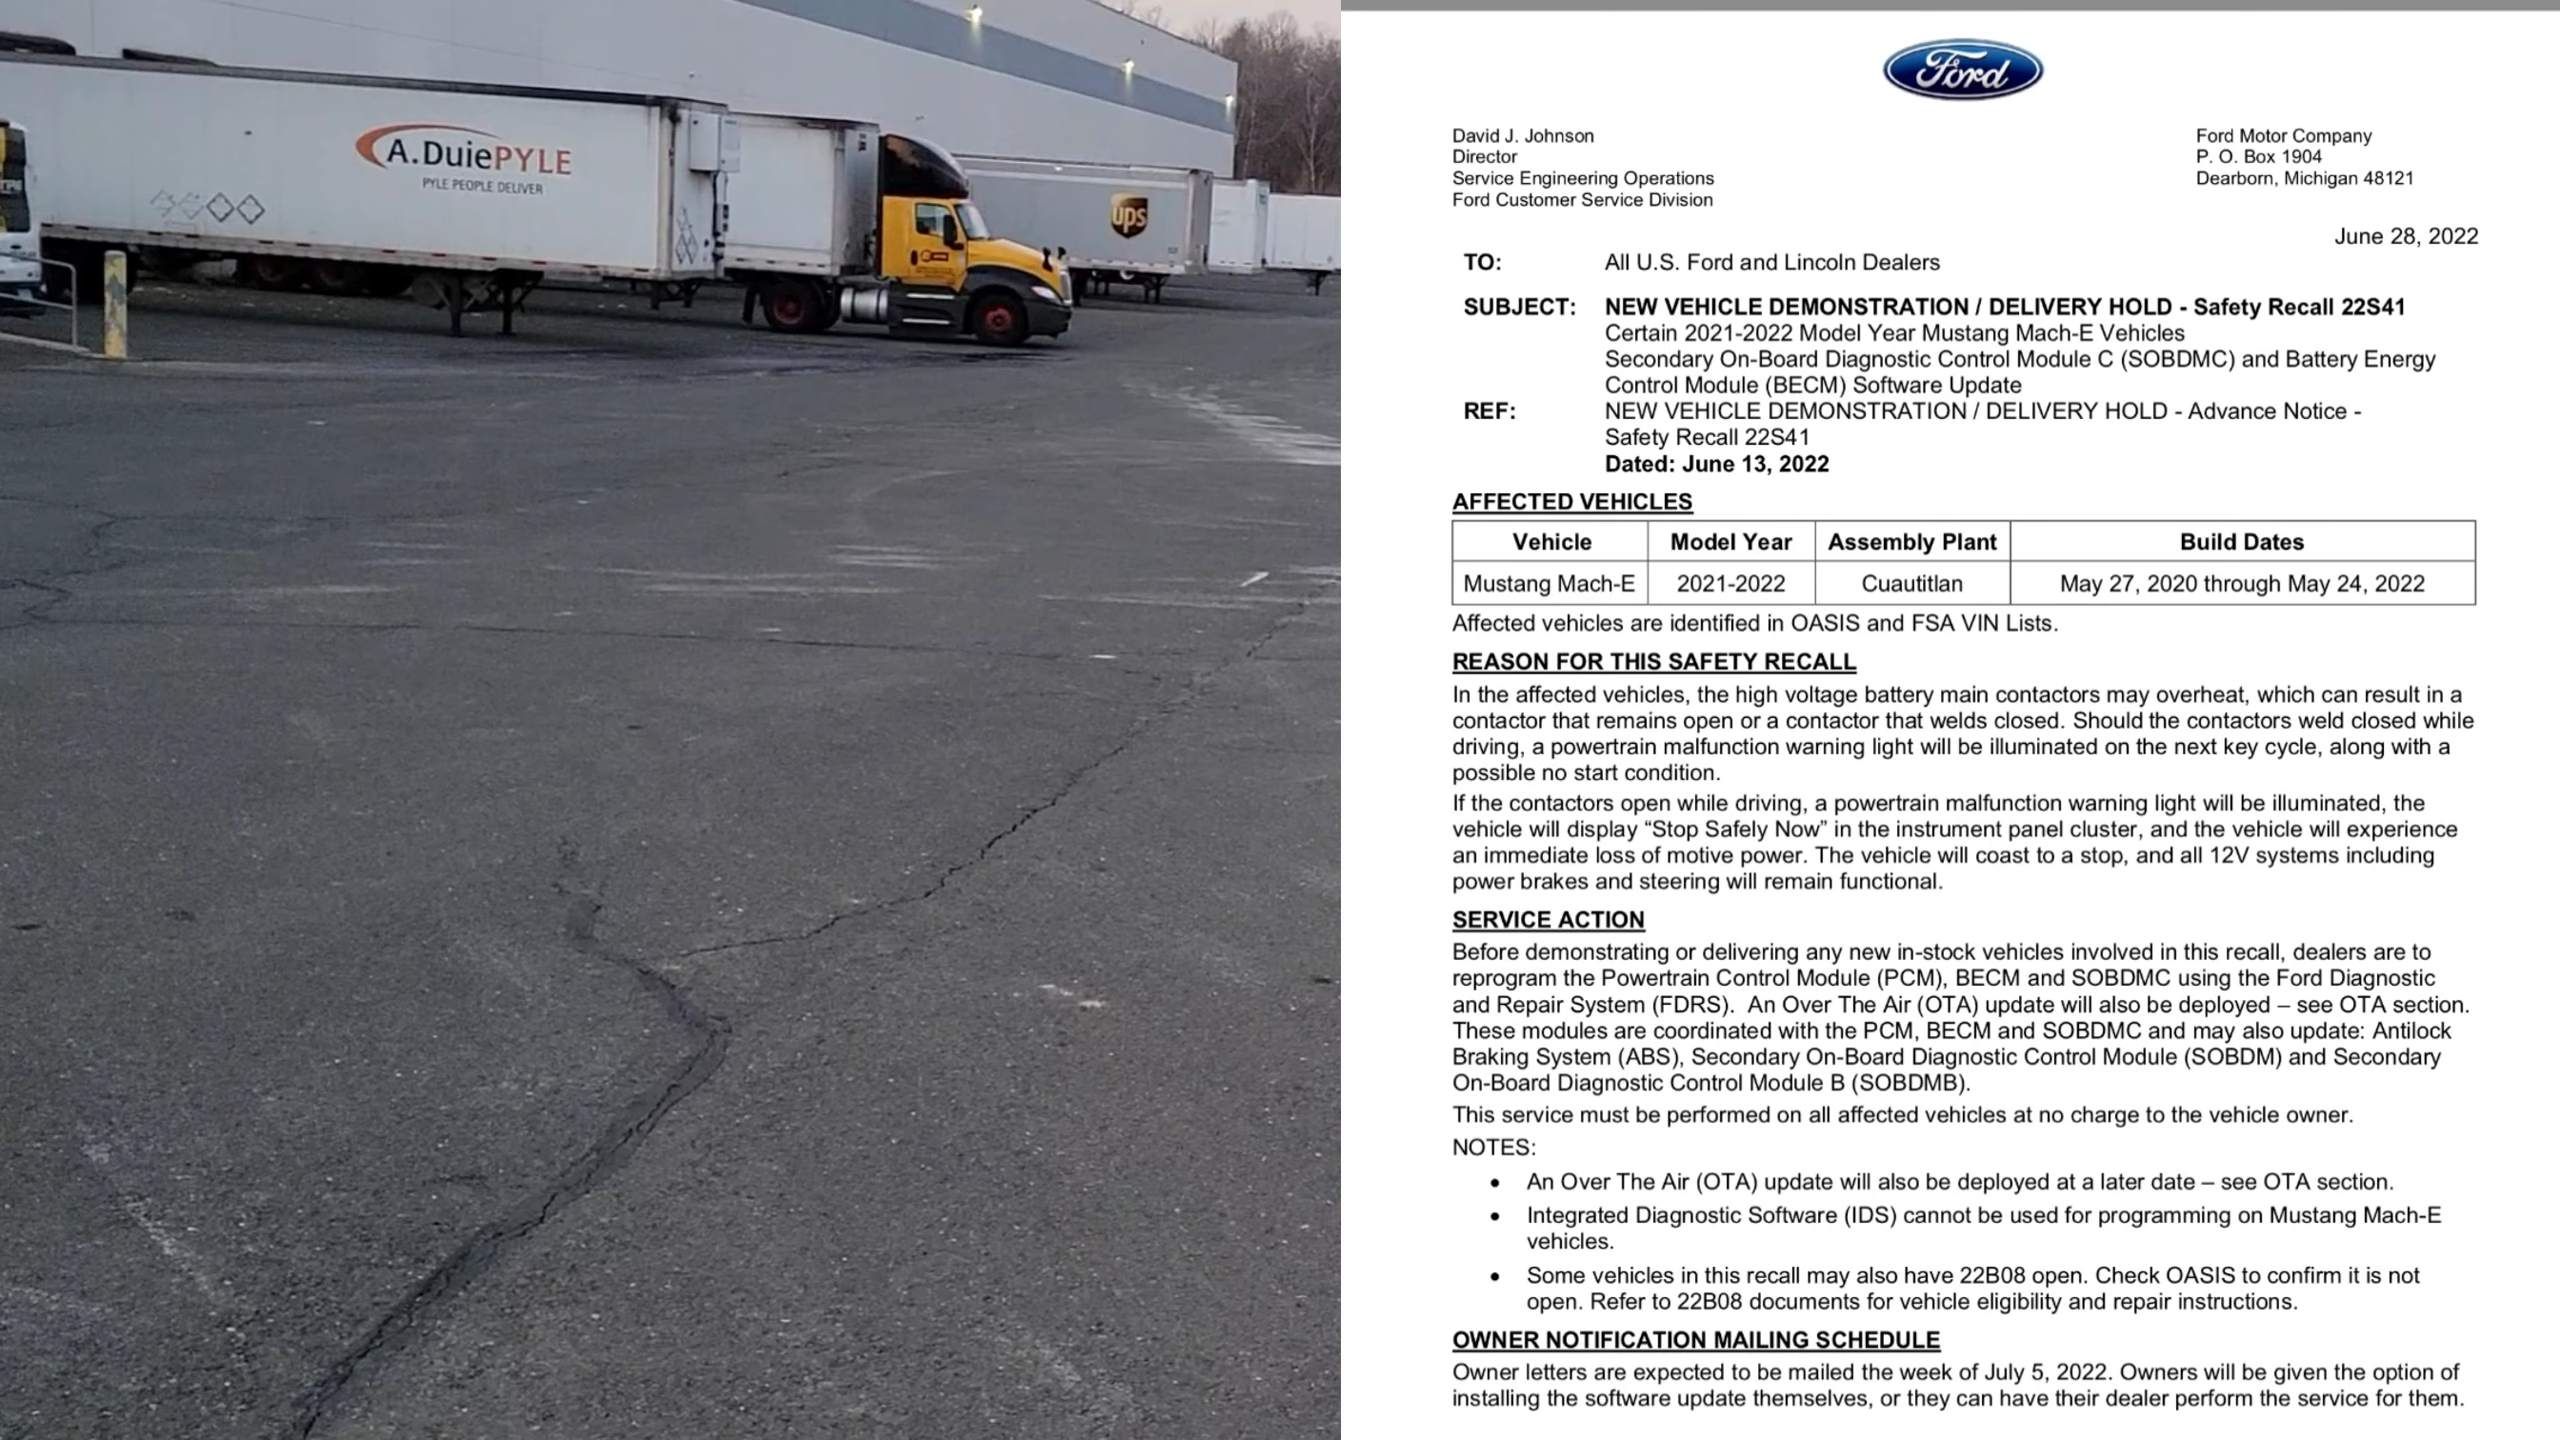 A.DuiePYLE
PYLE PEOPLE DELIVER
ups
Ford
David J. Johnson
Director
Service Engineering Operations
Ford Customer Service Division
Ford Motor Company
P. O. Box 1904
Dearborn, Michigan 48121
June 28, 2022
TO: All U.S. Ford and Lincoln Dealers
SUBJECT: NEW VEHICLE DEMONSTRATION / DELIVERY HOLD - Safety Recall 22S41
Certain 2021-2022 Model Year Mustang Mach-E Vehicles
Secondary On-Board Diagnostic Control Module C (SOBDMC) and Battery Energy
Control Module (BECM) Software Update
REF: NEW VEHICLE DEMONSTRATION / DELIVERY HOLD - Advance Notice -
Safety Recall 22S41
Dated: June 13, 2022
AFFECTED VEHICLES
Vehicle Model Year Assembly Plant Build Dates
Mustang Mach-E 2021-2022 Cuautitlan May 27, 2020 through May 24, 2022
Affected vehicles are identified in OASIS and FSA VIN Lists.
REASON FOR THIS SAFETY RECALL
In the affected vehicles, the high voltage battery main contactors may overheat, which can result in a
contactor that remains open or a contactor that welds closed. Should the contactors weld closed while
driving, a powertrain malfunction warning light will be illuminated on the next key cycle, along with a
possible no start condition.
If the contactors open while driving, a powertrain malfunction warning light will be illuminated, the
vehicle will display “Stop Safely Now” in the instrument panel cluster, and the vehicle will experience
an immediate loss of motive power. The vehicle will coast to a stop, and all 12V systems including
power brakes and steering will remain functional.
SERVICE ACTION
Before demonstrating or delivering any new in-stock vehicles involved in this recall, dealers are to
reprogram the Powertrain Control Module (PCM), BECM and SOBDMC using the Ford Diagnostic
and Repair System (FDRS).  An Over The Air (OTA) update will also be deployed – see OTA section.
These modules are coordinated with the PCM, BECM and SOBDMC and may also update: Antilock
Braking System (ABS), Secondary On-Board Diagnostic Control Module (SOBDM) and Secondary
On-Board Diagnostic Control Module B (SOBDMB).
This service must be performed on all affected vehicles at no charge to the vehicle owner.
NOTES:
• An Over The Air (OTA) update will also be deployed at a later date – see OTA section.
• Integrated Diagnostic Software (IDS) cannot be used for programming on Mustang Mach-E
vehicles.
• Some vehicles in this recall may also have 22B08 open. Check OASIS to confirm it is not
open. Refer to 22B08 documents for vehicle eligibility and repair instructions.
OWNER NOTIFICATION MAILING SCHEDULE
Owner letters are expected to be mailed the week of July 5, 2022. Owners will be given the option of
installing the software update themselves, or they can have their dealer perform the service for them.